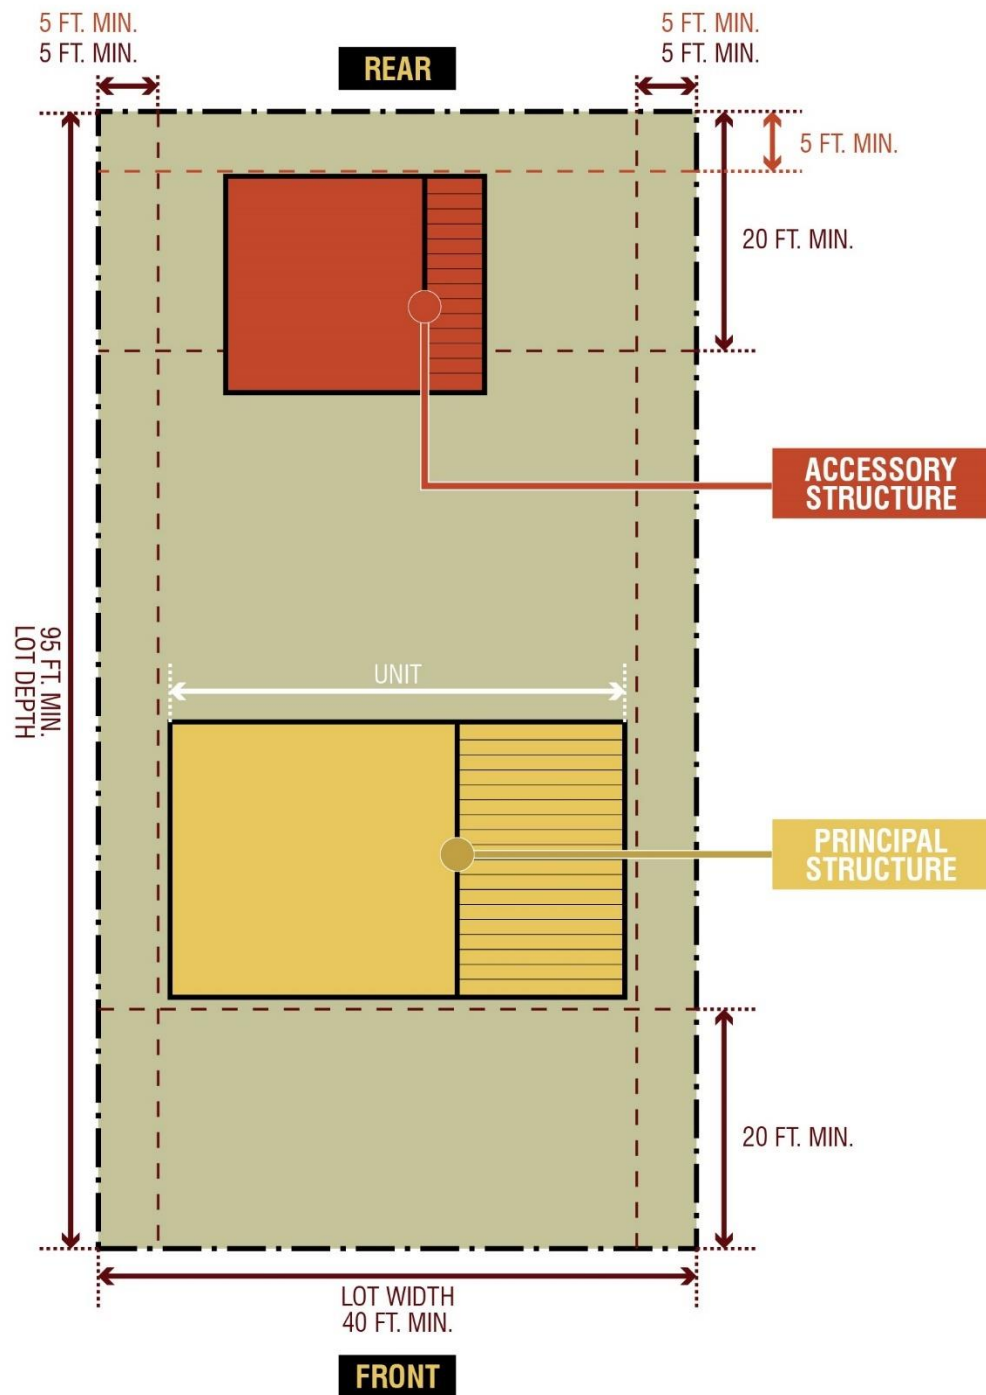 5 FT. MIN.
5 FT. MIN.
5 FT. MIN.
5 FT. MIN.
REAR
5 FT. MIN.
20 FT. MIN.
ACCESSORY
STRUCTURE
95 FT. MIN.
LOT DEPTH
UNIT
PRINCIPAL
STRUCTURE
20 FT. MIN.
LOT WIDTH
40 FT. MIN.
FRONT